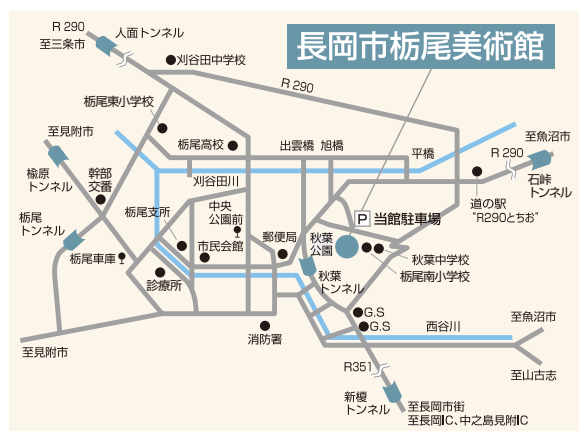 長岡市栃尾美術館
R 290
至三条市
人面トンネル
刈谷田中学校
R 290
栃尾東小学校
至見附市
栃尾高校
出雲橋
旭橋
平橋
至魚沼市
R 290
石峠
トンネル
楡原
トンネル
幹部
交番
刈谷田川
道の駅
“R290とちお”
栃尾
トンネル
栃尾支所
中央
公園前
P 当館駐車場
栃尾車庫
市民会館
郵便局
秋葉
公園
秋葉中学校
栃尾南小学校
秋葉
トンネル
診療所
G.S
G.S
至魚沼市
西谷川
消防署
至見附市
R351
至山古志
新榎
トンネル
至長岡市街
至長岡IC、中之島見附IC